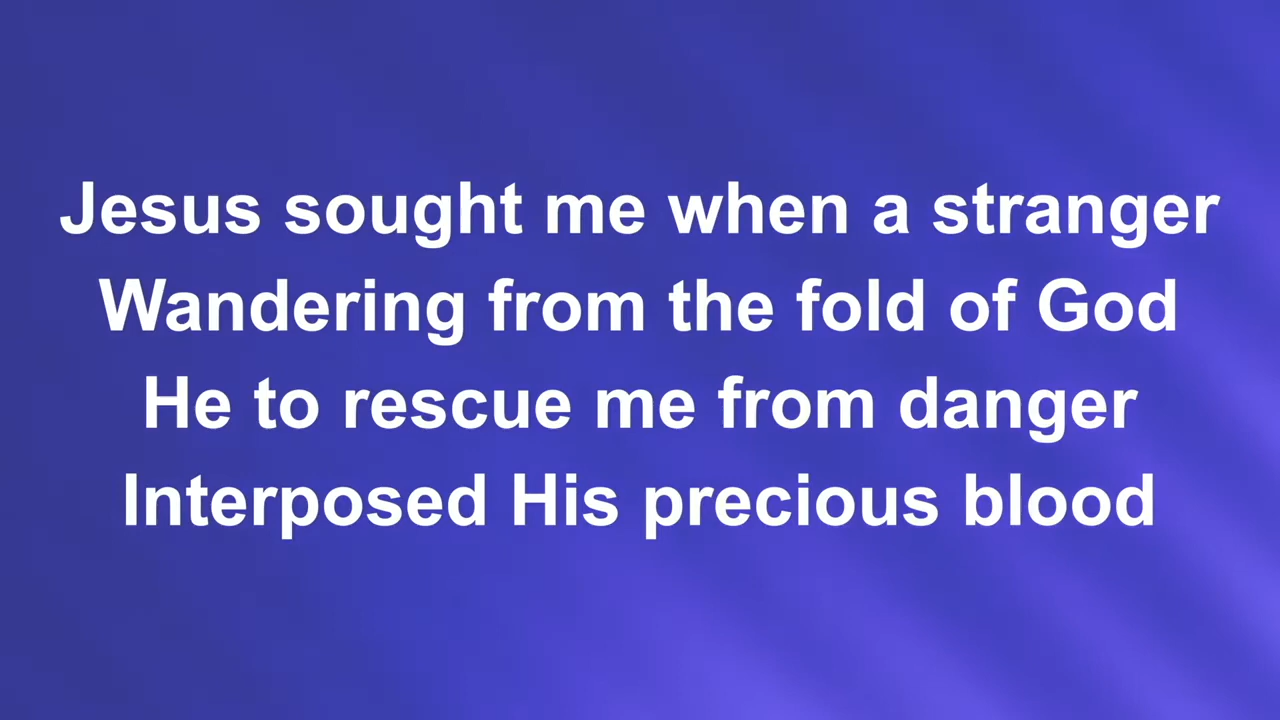 Jesus sought me when a stranger
Wandering from the fold of God
He to rescue me from danger
Interposed His precious blood